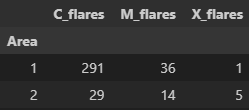 C_flares M_flares X_flares
Area
1 291 36 1
2 29 14 5